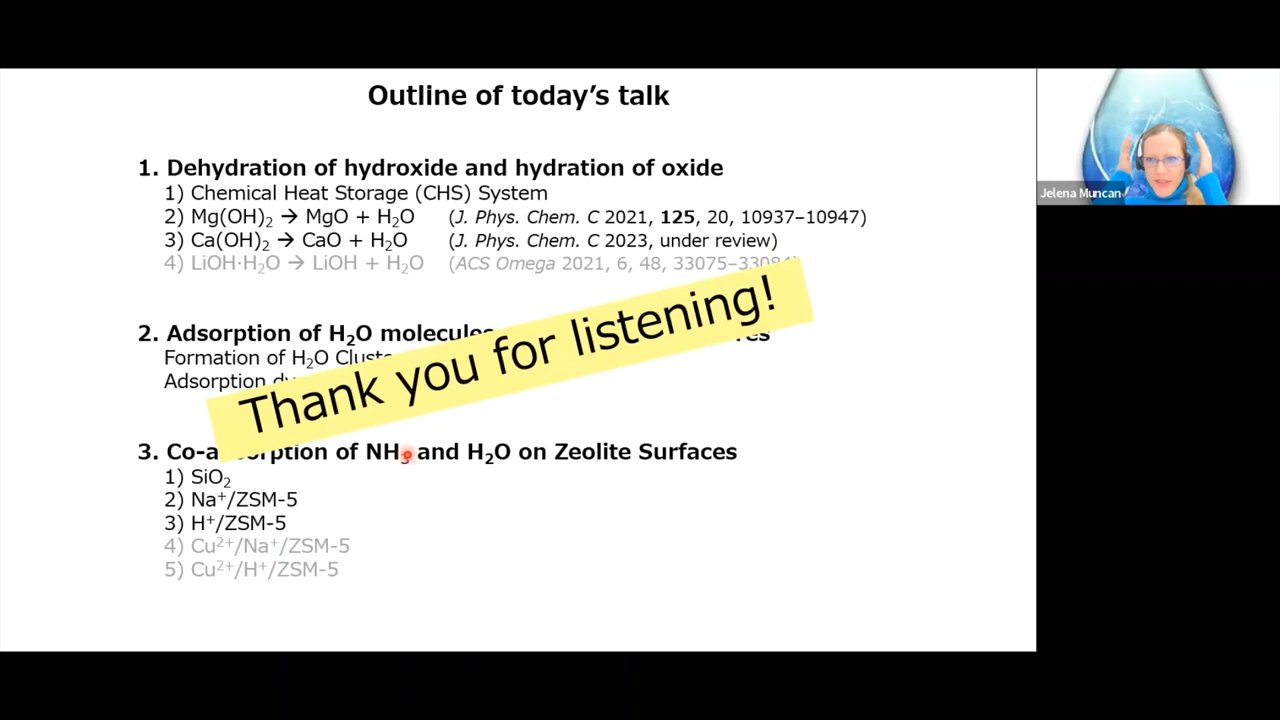 Outline of today's talk
1. Dehydration of hydroxide and hydration of oxide
1) Chemical Heat Storage (CHS) System
2) Mg(OH)₂ → MgO + H₂O (J. Phys. Chem. C 2021, 125, 20, 10937–10947)
3) Ca(OH)₂ → CaO + H₂O (J. Phys. Chem. C 2023, under review)
4) LiOH·H₂O → LiOH + H₂O (ACS Omega 2021, 6, 48,
2. Adsorption of H₂O molecules
Formation of H₂O
Adsorption
Thank you for listening!
3. of NH₃ and H₂O on Zeolite Surfaces
1) SiO₂
2) Na⁺/ZSM-5
3) H⁺/ZSM-5
4) Cu²⁺/Na⁺/ZSM-5
5) Cu²⁺/H⁺/ZSM-5
Jelena Muncan